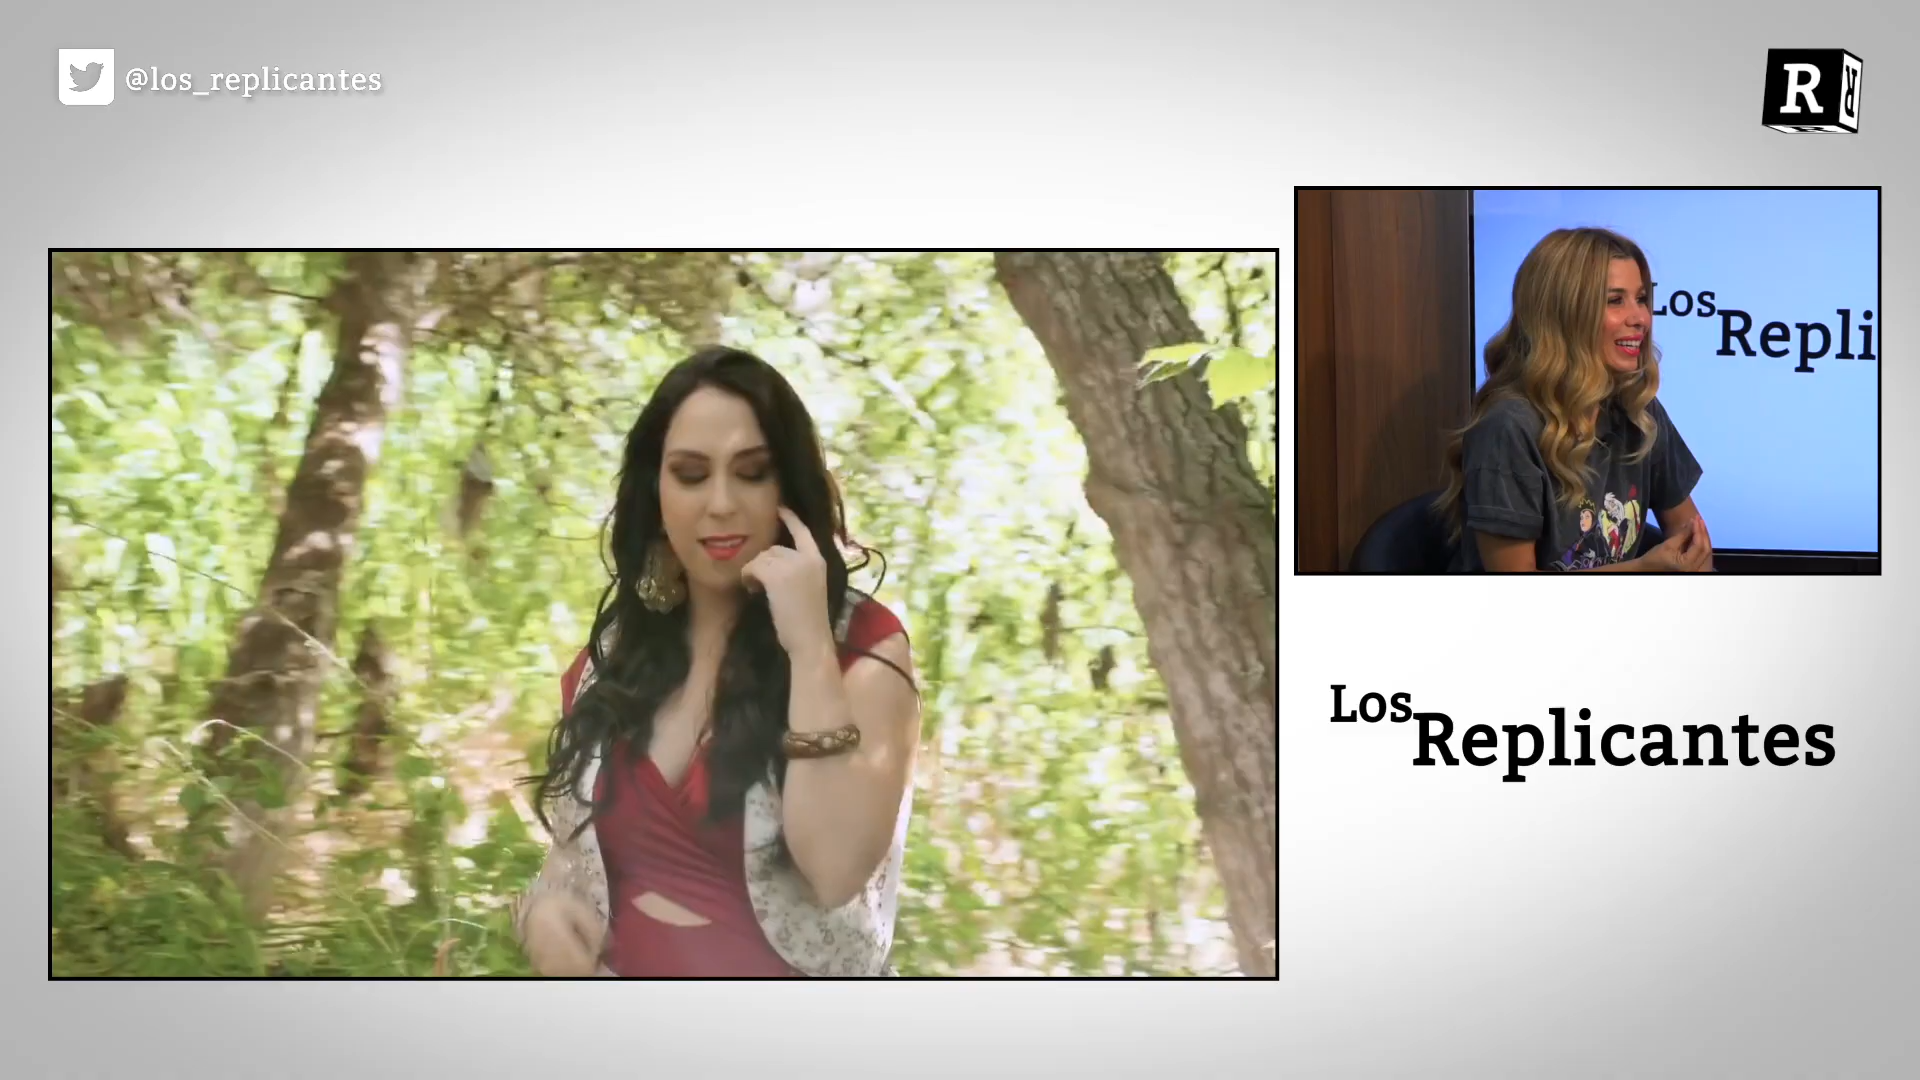 @los_replicantes
R R
Los
Repli
Los
Replicantes